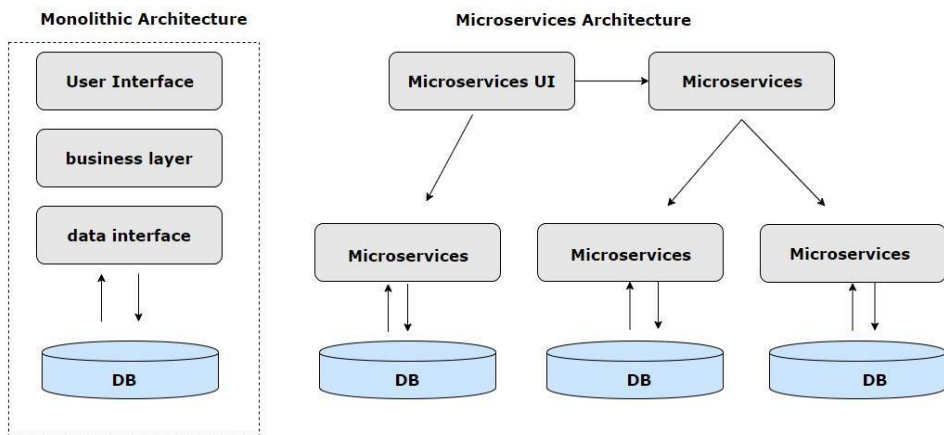 Monolithic Architecture
User Interface
business layer
data interface
DB
Microservices Architecture
Microservices UI
Microservices
Microservices
Microservices
Microservices
DB
DB
DB